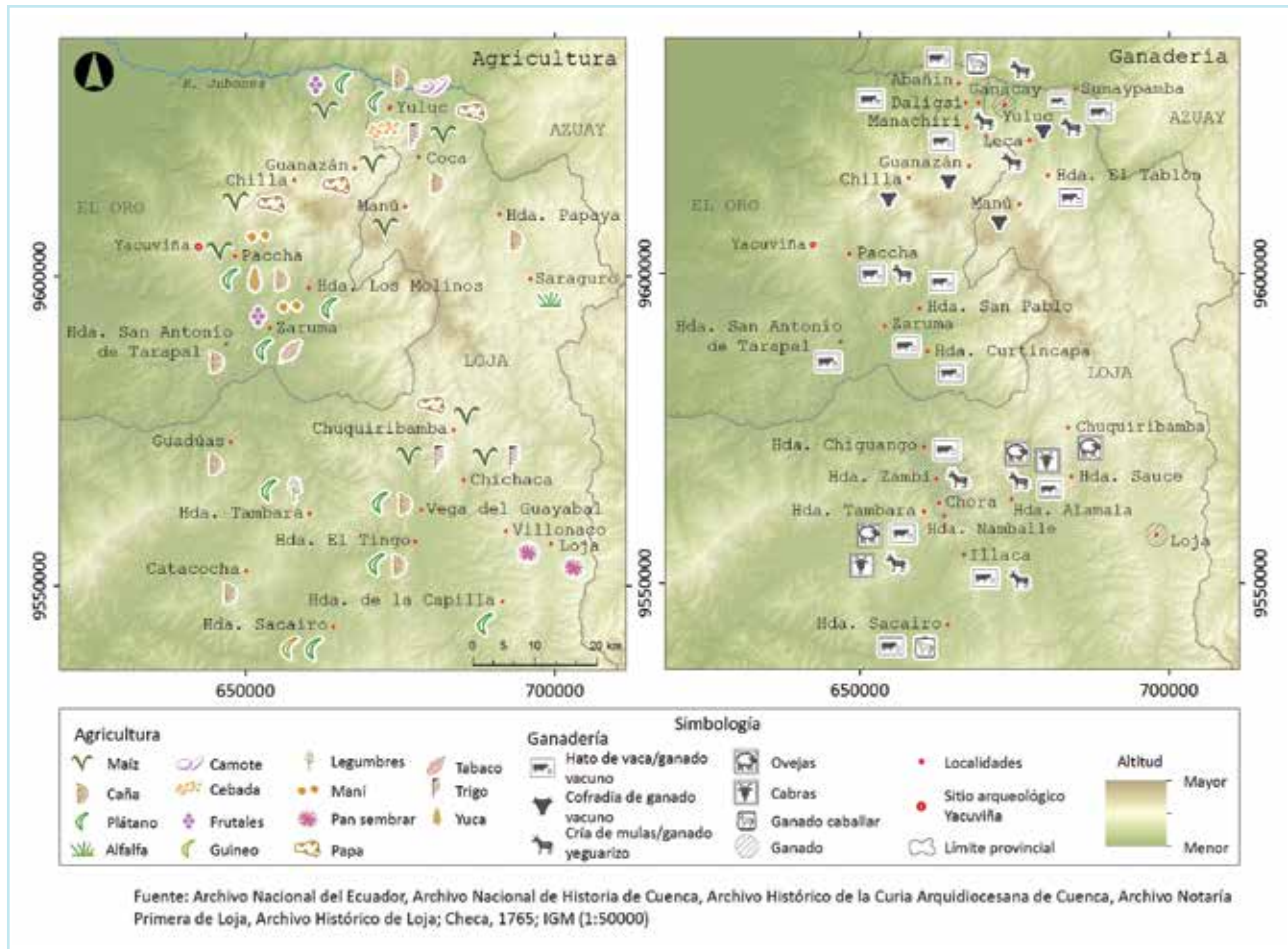 Agricultura
R. Jubones
Yuluc
AZUAY
Coca
Guanazán
Chilla
EL ORO
Manú
Hda. Papaya
Yacuviña
Paccha
Saraguro
Hda. Los Molinos
Zaruma
Hda. San Antonio
de Tarapal
LOJA
Chuquiribamba
Guadúas
Chichaca
Hda. Tambara
Vega del Guayabal
Villonaco
Hda. El Tingo
Loja
Catacocha
Hda. de la Capilla
Hda. Sacairo
0 5 10 20 km
9600000
9550000
650000
700000
Ganadería
Abañin
Ganacay
Sunaypamba
Daligsi
Yuluc
Manachiri
AZUAY
Leca
Guanazán
Chilla
Hda. El Tablón
EL ORO
Manú
Yacuviña
Paccha
Hda. San Pablo
Zaruma
Hda. San Antonio
de Tarapal
Hda. Curtincapa
LOJA
Chuquiribamba
Hda. Chiguango
Hda. Zambi
Hda. Sauce
Chora
Hda. Tambara
Hda. Alamala
Hda. Namballe
Loja
Illaca
Hda. Sacairo
9600000
9550000
650000
700000
Simbología
Agricultura
Maíz
Caña
Plátano
Alfalfa
Camote
Cebada
Frutales
Guineo
Legumbres
Maní
Pan sembrar
Papa
Tabaco
Trigo
Yuca
Ganadería
Hato de vaca/ganado
vacuno
Cofradía de ganado
vacuno
Cría de mulas/ganado
yeguarizo
Ovejas
Cabras
Ganado caballar
Ganado
Localidades
Sitio arqueológico
Yacuviña
Límite provincial
Altitud
Mayor
Menor
Fuente: Archivo Nacional del Ecuador, Archivo Nacional de Historia de Cuenca, Archivo Histórico de la Curia Arquidiocesana de Cuenca, Archivo Notaría
Primera de Loja, Archivo Histórico de Loja; Checa, 1765; IGM (1:50000)